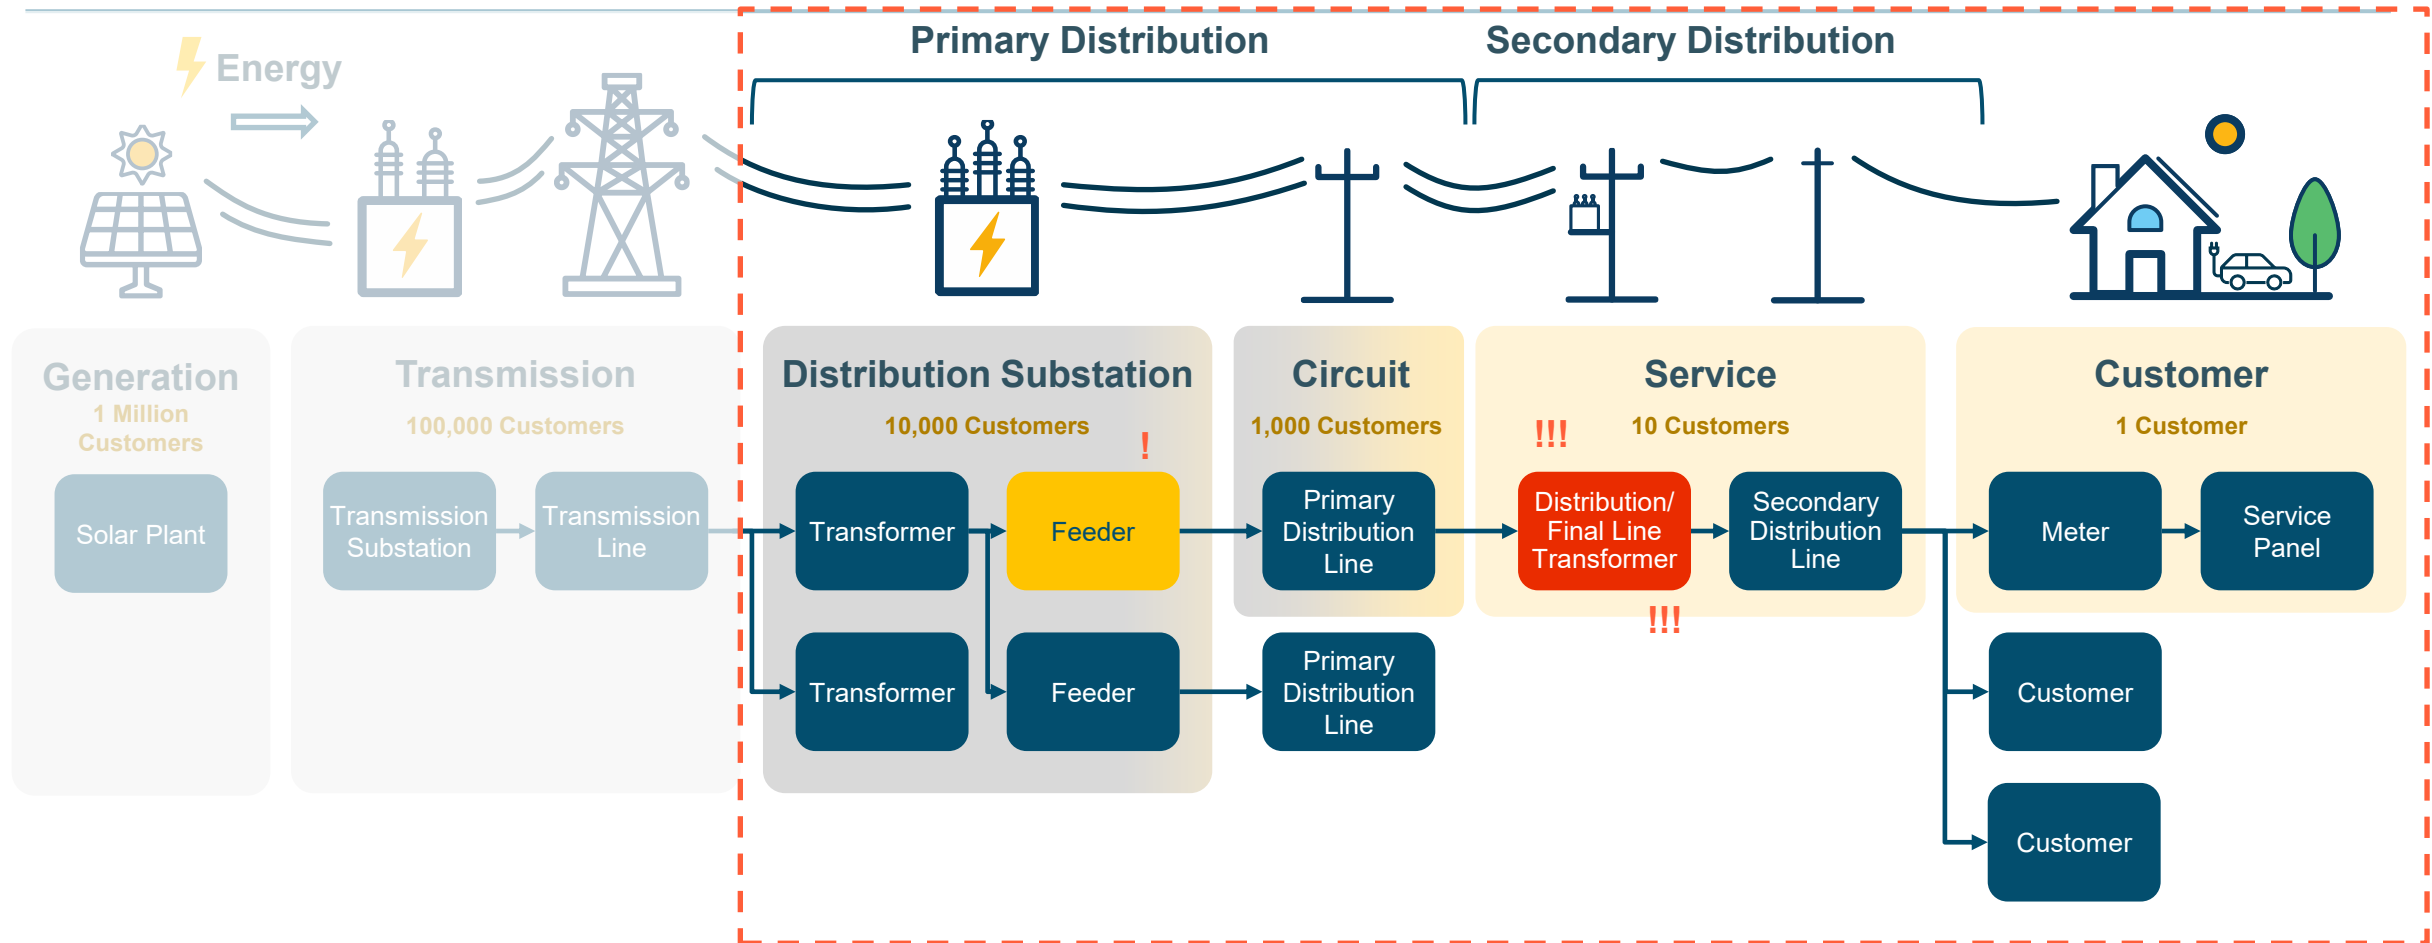 Primary Distribution
Secondary Distribution
Energy
Generation
1 Million
Customers
Solar Plant
Transmission
100,000 Customers
Transmission
Substation
Transmission
Line
Distribution Substation
10,000 Customers
!
Transformer
Feeder
Transformer
Feeder
Circuit
1,000 Customers
Primary
Distribution
Line
Primary
Distribution
Line
Service
10 Customers
!!!
Distribution/
Final Line
Transformer
!!!
Secondary
Distribution
Line
Customer
1 Customer
Meter
Service
Panel
Customer
Customer